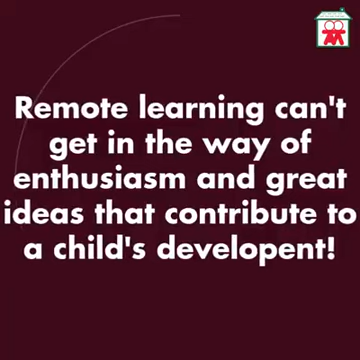 Remote learning can't
get in the way of
enthusiasm and great
ideas that contribute to
a child's developent!